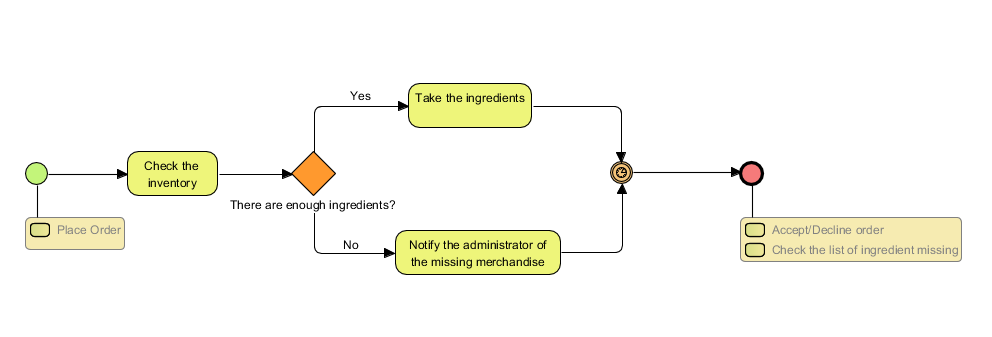 Yes
Take the ingredients
Check the
inventory
There are enough ingredients?
Place Order
No
Notify the administrator of
the missing merchandise
Accept/Decline order
Check the list of ingredient missing